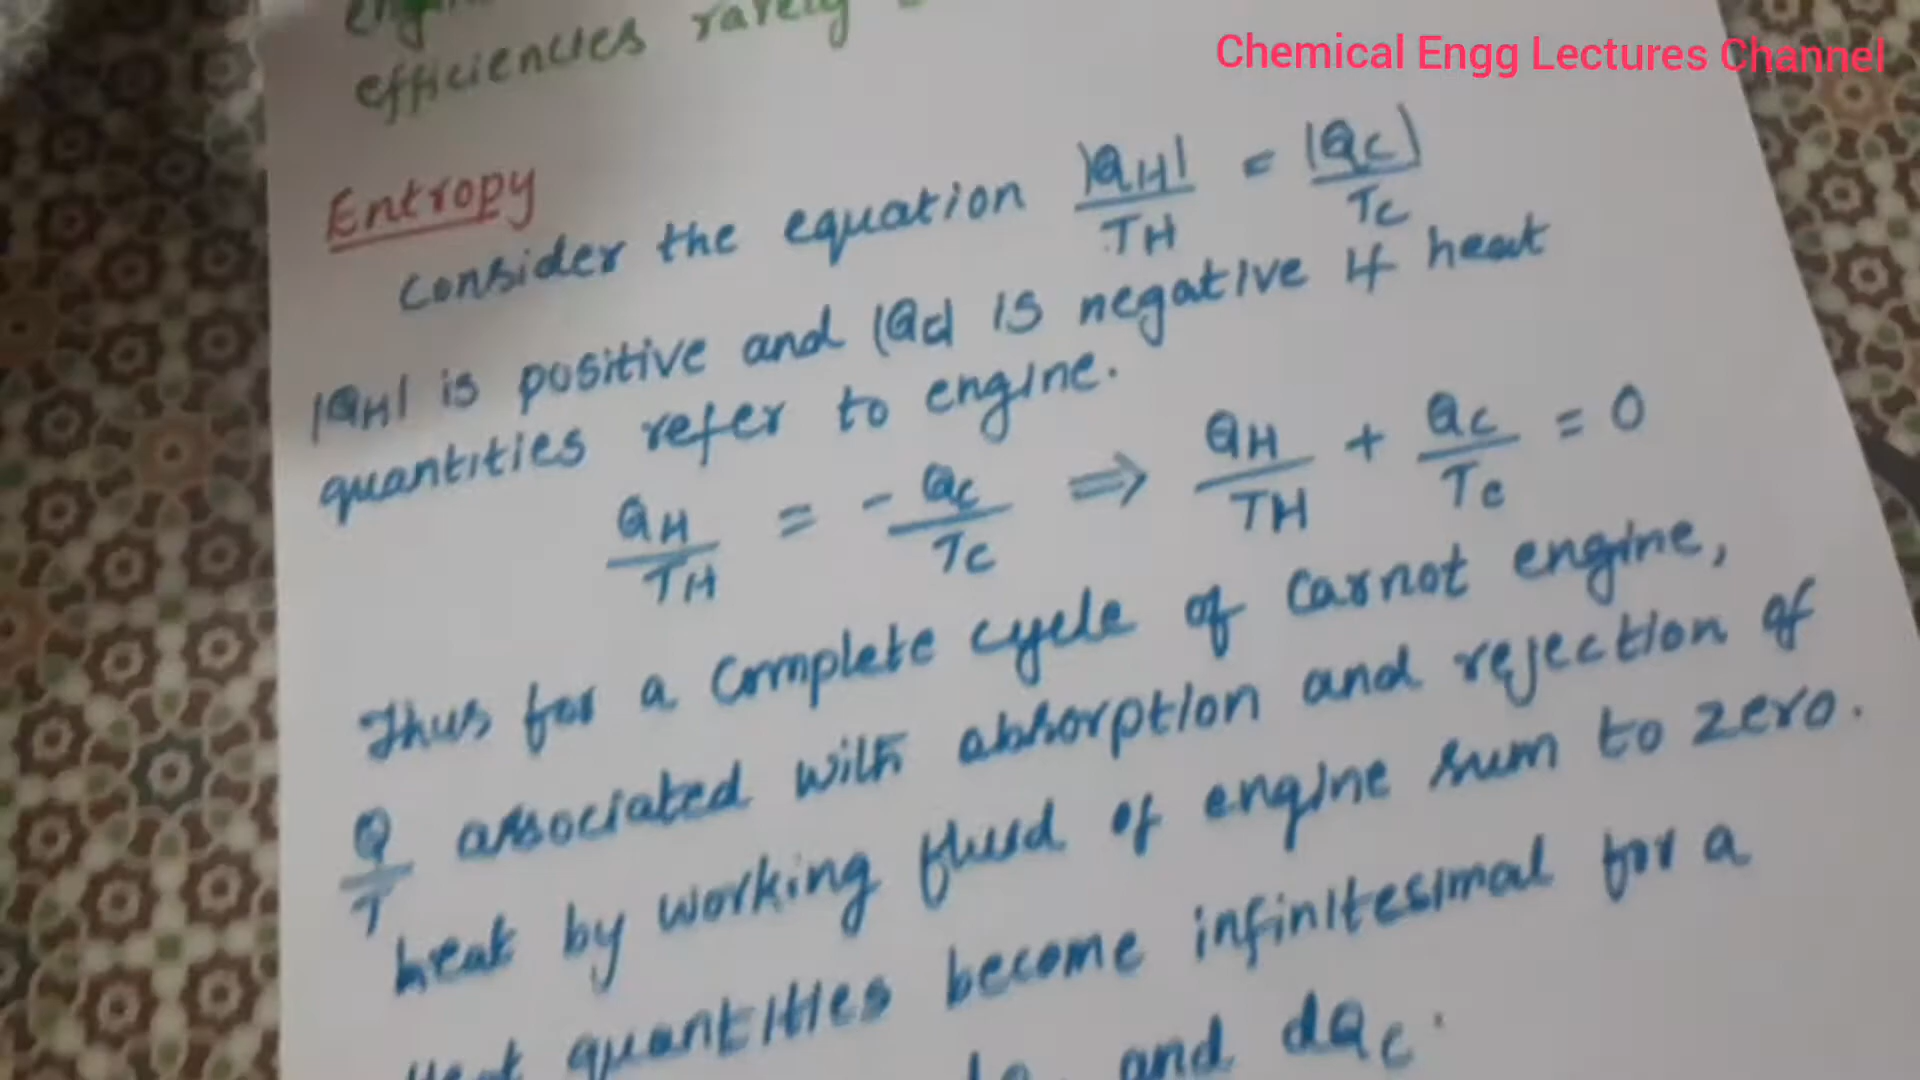 Chemical Engg Lectures Channel
efficiencies rarely
Entropy
Consider the equation |QH|/TH = |QC|/TC
|QH| is positive and |QC| is negative if heat
quantities refer to engine.
QH/TH = - QC/TC ⇒ QH/TH + QC/TC = 0
Thus for a complete cycle of Carnot engine,
Q/T associated with absorption and rejection of
heat by working fluid of engine sum to zero.
quantities become infinitesimal for a
and dQC.